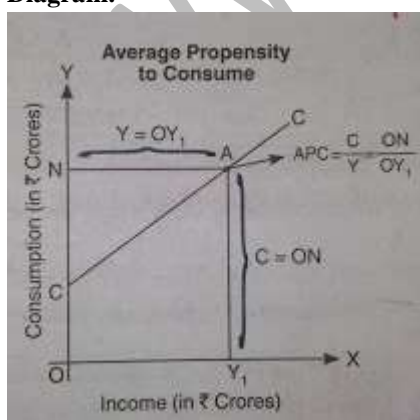 Diagram:
Average Propensity
to Consume
Y
C
Y = OY₁
A
APC = C/Y = ON/OY₁
N
Consumption (in ₹ Crores)
C = ON
C
O
Y₁
X
Income (in ₹ Crores)